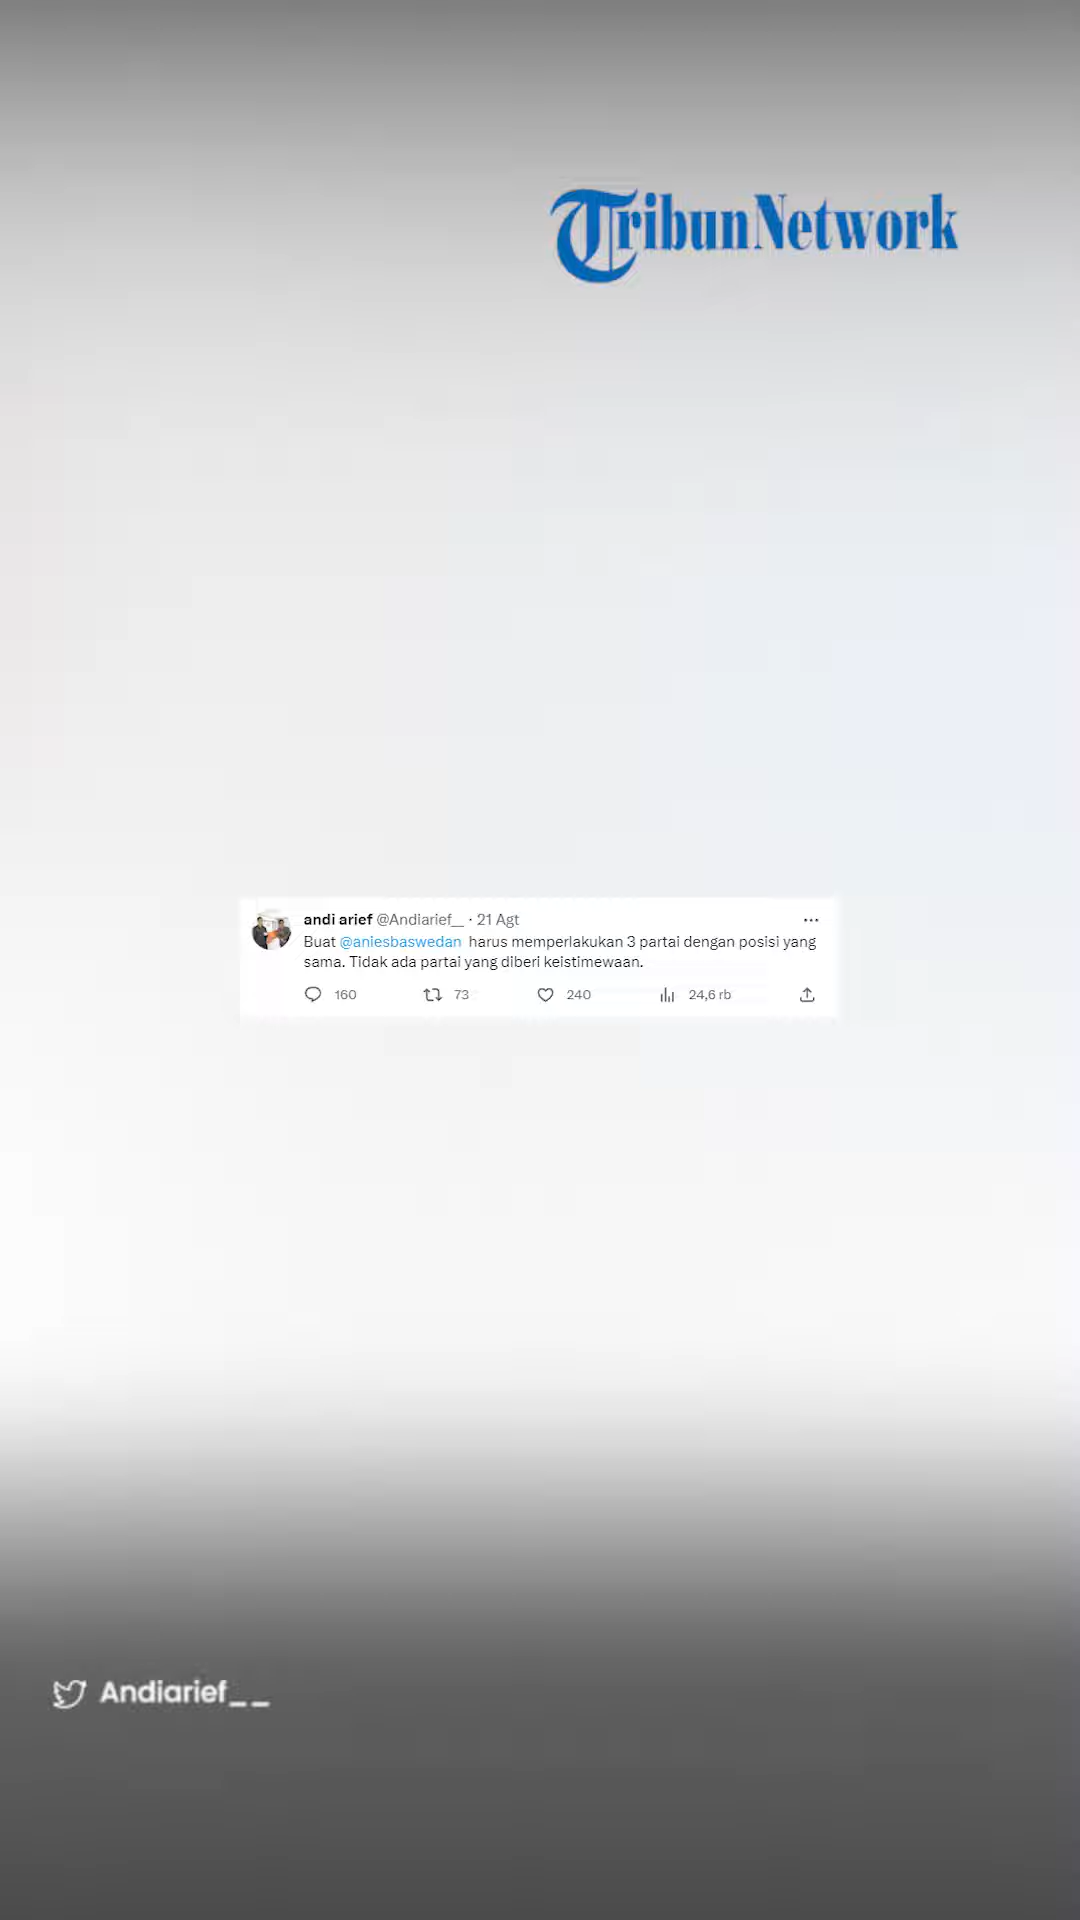 TribunNetwork
andi arief @Andiarief__ · 21 Agt
Buat @aniesbaswedan harus memperlakukan 3 partai dengan posisi yang
sama. Tidak ada partai yang diberi keistimewaan.
160 73 240 24,6 rb
Andiarief__